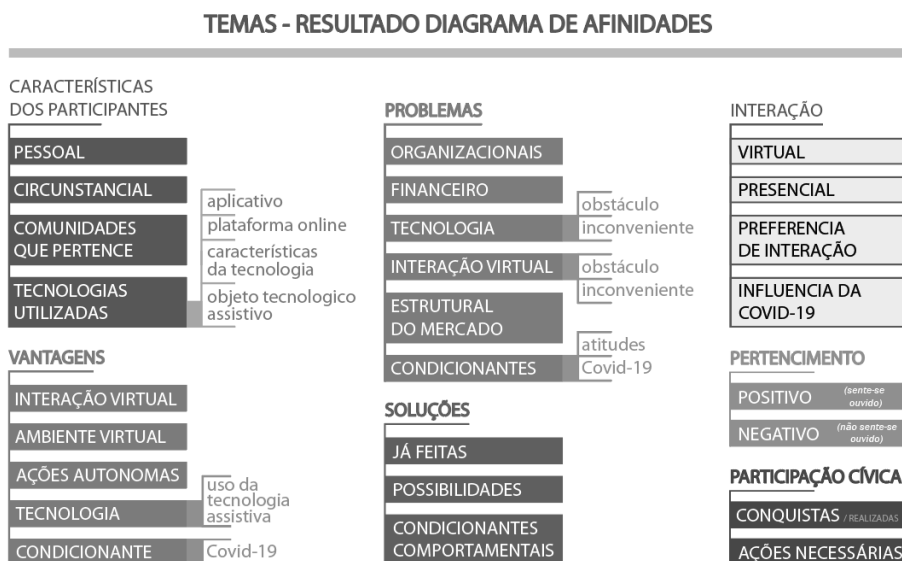 TEMAS - RESULTADO DIAGRAMA DE AFINIDADES
CARACTERÍSTICAS
DOS PARTICIPANTES
PESSOAL
CIRCUNSTANCIAL
COMUNIDADES
QUE PERTENCE
TECNOLOGIAS
UTILIZADAS
aplicativo
plataforma online
características
da tecnologia
objeto tecnologico
assistivo
VANTAGENS
INTERAÇÃO VIRTUAL
AMBIENTE VIRTUAL
AÇÕES AUTONOMAS
TECNOLOGIA
uso da
tecnologia
assistiva
CONDICIONANTE
Covid-19
PROBLEMAS
ORGANIZACIONAIS
FINANCEIRO
TECNOLOGIA
obstáculo
inconveniente
INTERAÇÃO VIRTUAL
obstáculo
inconveniente
ESTRUTURAL
DO MERCADO
CONDICIONANTES
atitudes
Covid-19
SOLUÇÕES
JÁ FEITAS
POSSIBILIDADES
CONDICIONANTES
COMPORTAMENTAIS
INTERAÇÃO
VIRTUAL
PRESENCIAL
PREFERENCIA
DE INTERAÇÃO
INFLUENCIA DA
COVID-19
PERTENCIMENTO
POSITIVO (sente-se
ouvido)
NEGATIVO (não sente-se
ouvido)
PARTICIPAÇÃO CÍVICA
CONQUISTAS / REALIZADAS
AÇÕES NECESSÁRIAS